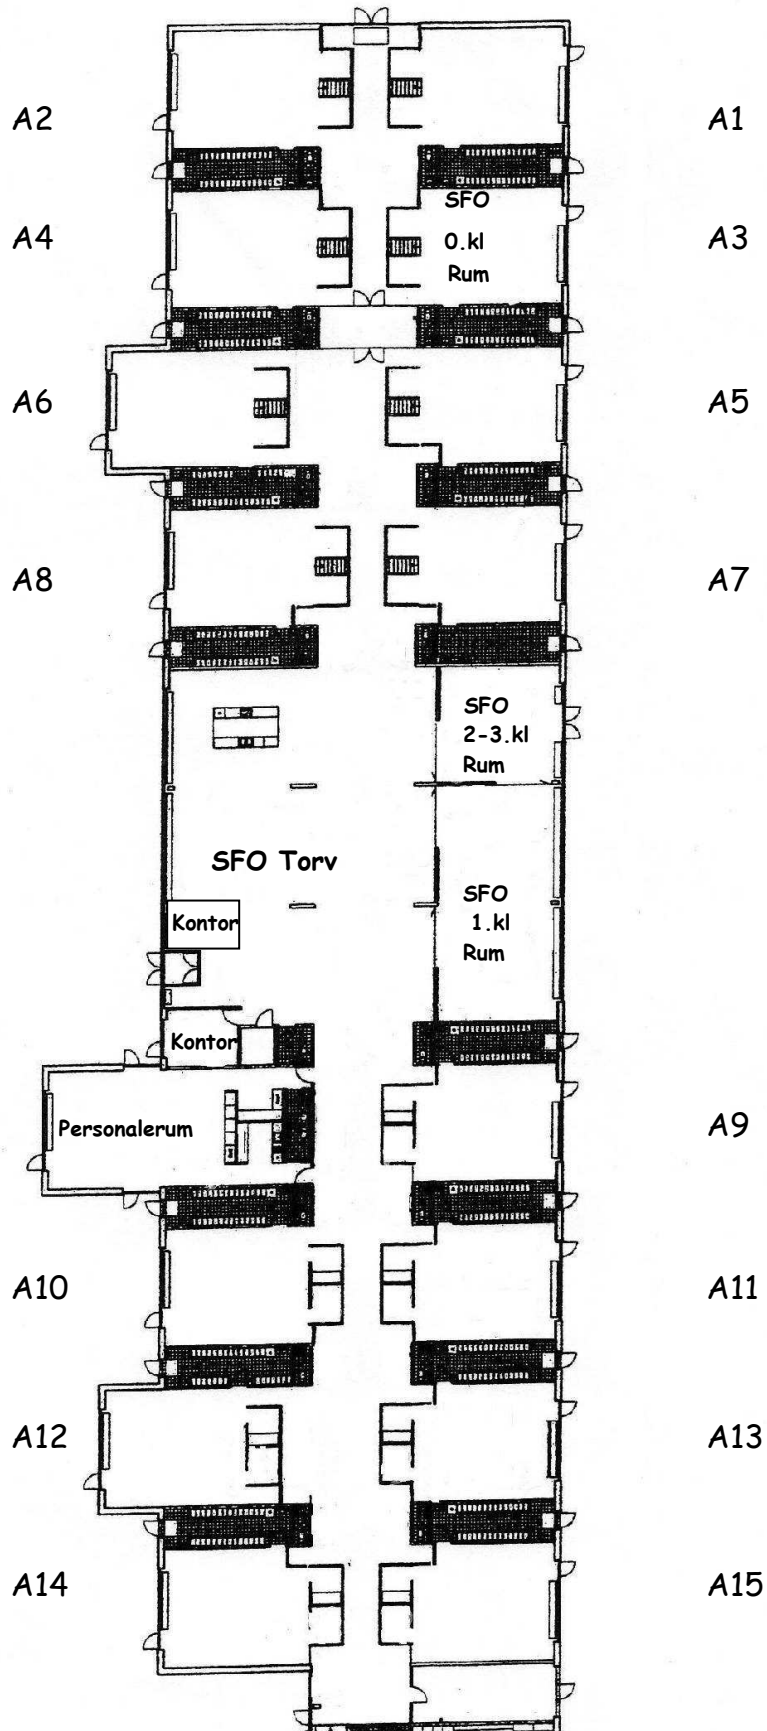 A2
A1
SFO
0.kl
Rum
A4
A3
A6
A5
A8
A7
SFO
2-3.kl
Rum
SFO Torv
SFO
1.kl
Rum
Kontor
Kontor
Personalerum
A9
A10
A11
A12
A13
A14
A15